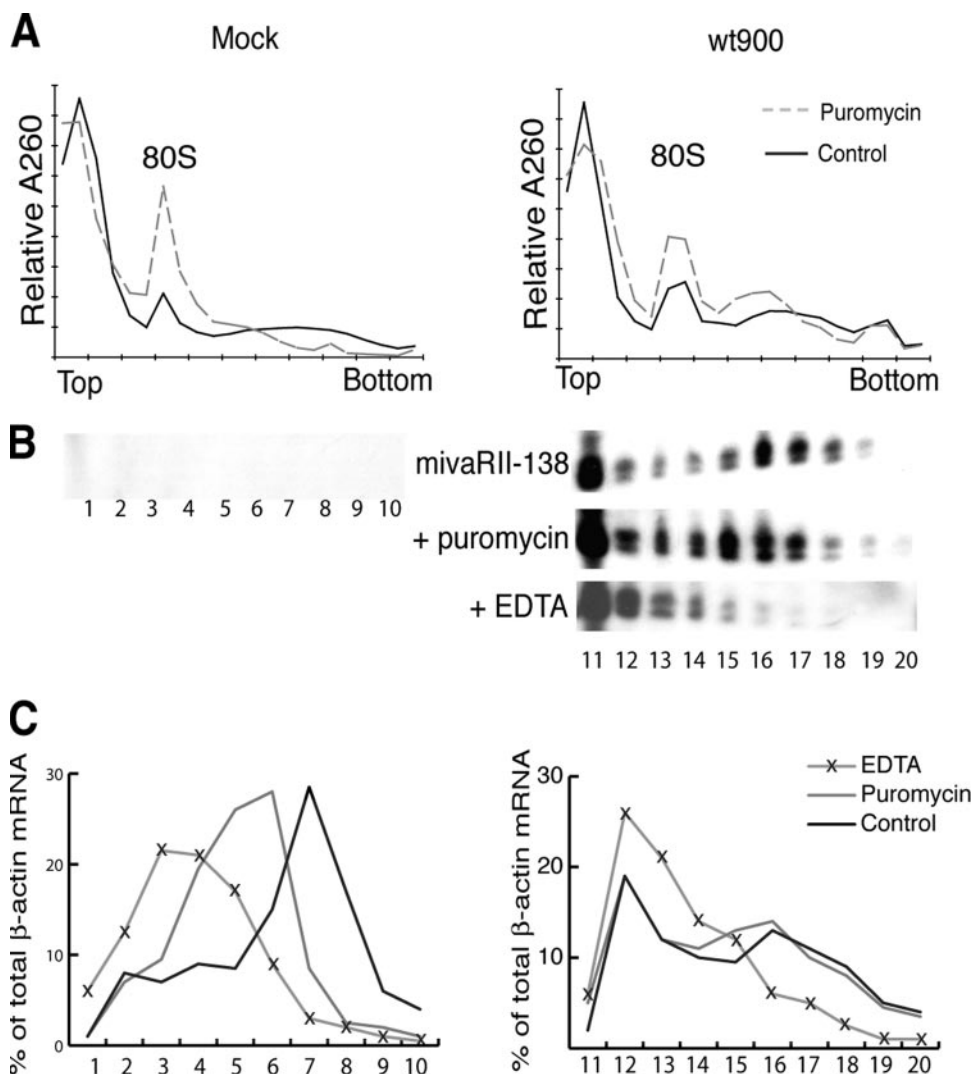 A
Mock
wt900
Relative A260
80S
Top
Bottom
Relative A260
80S
Puromycin
Control
Top
Bottom
B
1 2 3 4 5 6 7 8 9 10
mivaRII-138
+ puromycin
+ EDTA
11 12 13 14 15 16 17 18 19 20
C
% of total β-actin mRNA
30
20
10
0
1 2 3 4 5 6 7 8 9 10
% of total β-actin mRNA
30
20
10
EDTA
Puromycin
Control
11 12 13 14 15 16 17 18 19 20